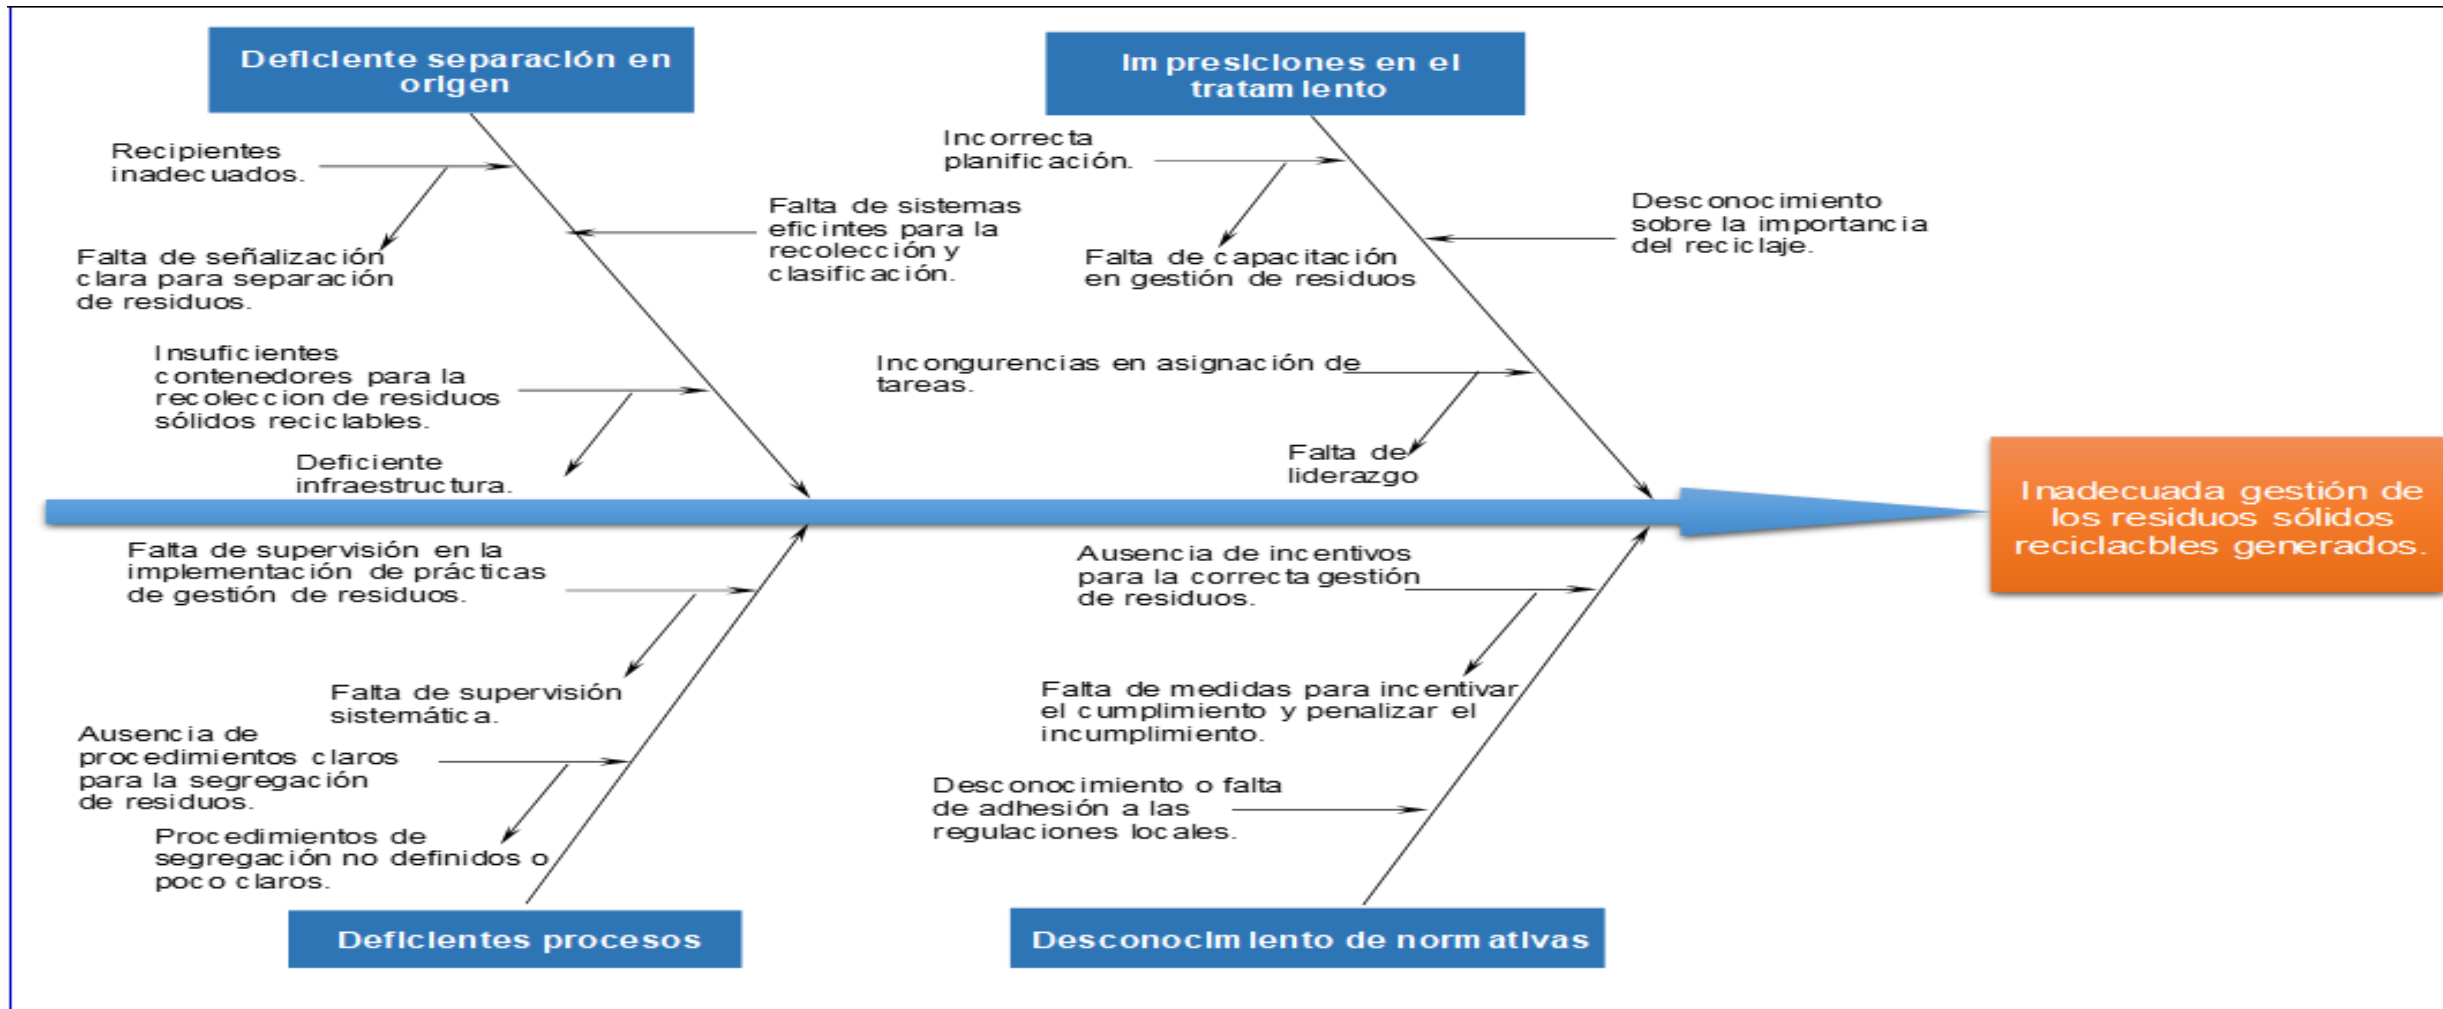 Deficiente separación en
origen
Impresiciones en el
tratamiento
Recipientes
inadecuados.
Falta de señalización
clara para separación
de residuos.
Falta de sistemas
eficintes para la
recolección y
clasificación.
Insuficientes
contenedores para la
recoleccion de residuos
sólidos reciclables.
Deficiente
infraestructura.
Incorrecta
planificación.
Falta de capacitación
en gestión de residuos
Desconocimiento
sobre la importancia
del reciclaje.
Incongurencias en asignación de
tareas.
Falta de
liderazgo
Inadecuada gestión de
los residuos sólidos
reciclacbles generados.
Falta de supervisión en la
implementación de prácticas
de gestión de residuos.
Falta de supervisión
sistemática.
Ausencia de
procedimientos claros
para la segregación
de residuos.
Procedimientos de
segregación no definidos o
poco claros.
Ausencia de incentivos
para la correcta gestión
de residuos.
Falta de medidas para incentivar
el cumplimiento y penalizar el
incumplimiento.
Desconocimiento o falta
de adhesión a las
regulaciones locales.
Deficientes procesos
Desconocimiento de normativas